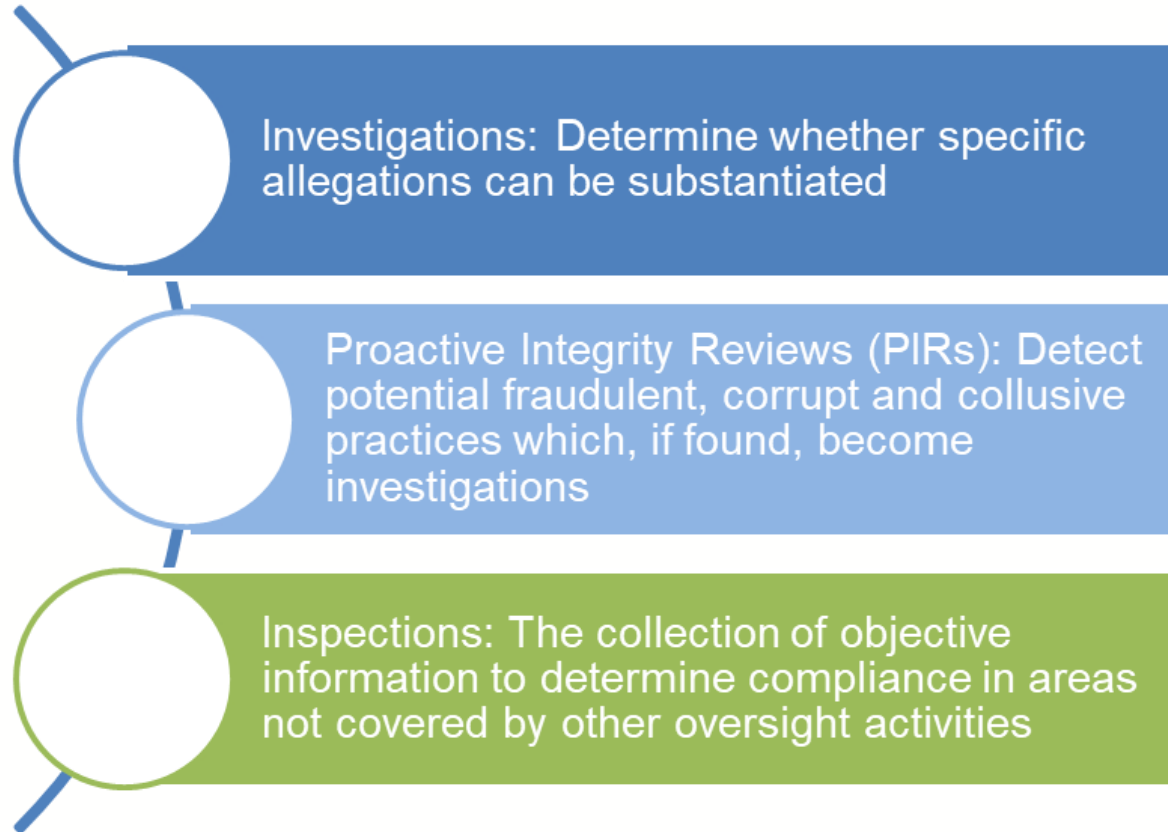 Investigations: Determine whether specific
allegations can be substantiated
Proactive Integrity Reviews (PIRs): Detect
potential fraudulent, corrupt and collusive
practices which, if found, become
investigations
Inspections: The collection of objective
information to determine compliance in areas
not covered by other oversight activities